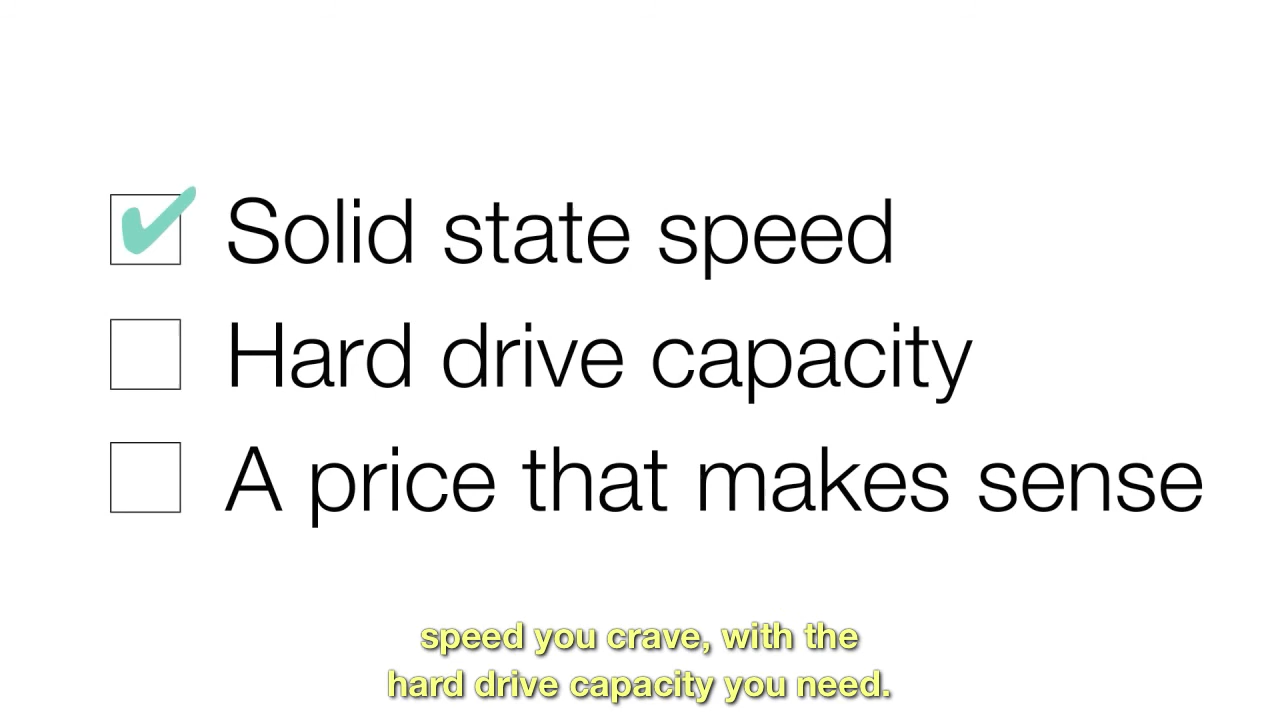 Solid state speed
Hard drive capacity
A price that makes sense
speed you crave, with the
hard drive capacity you need.